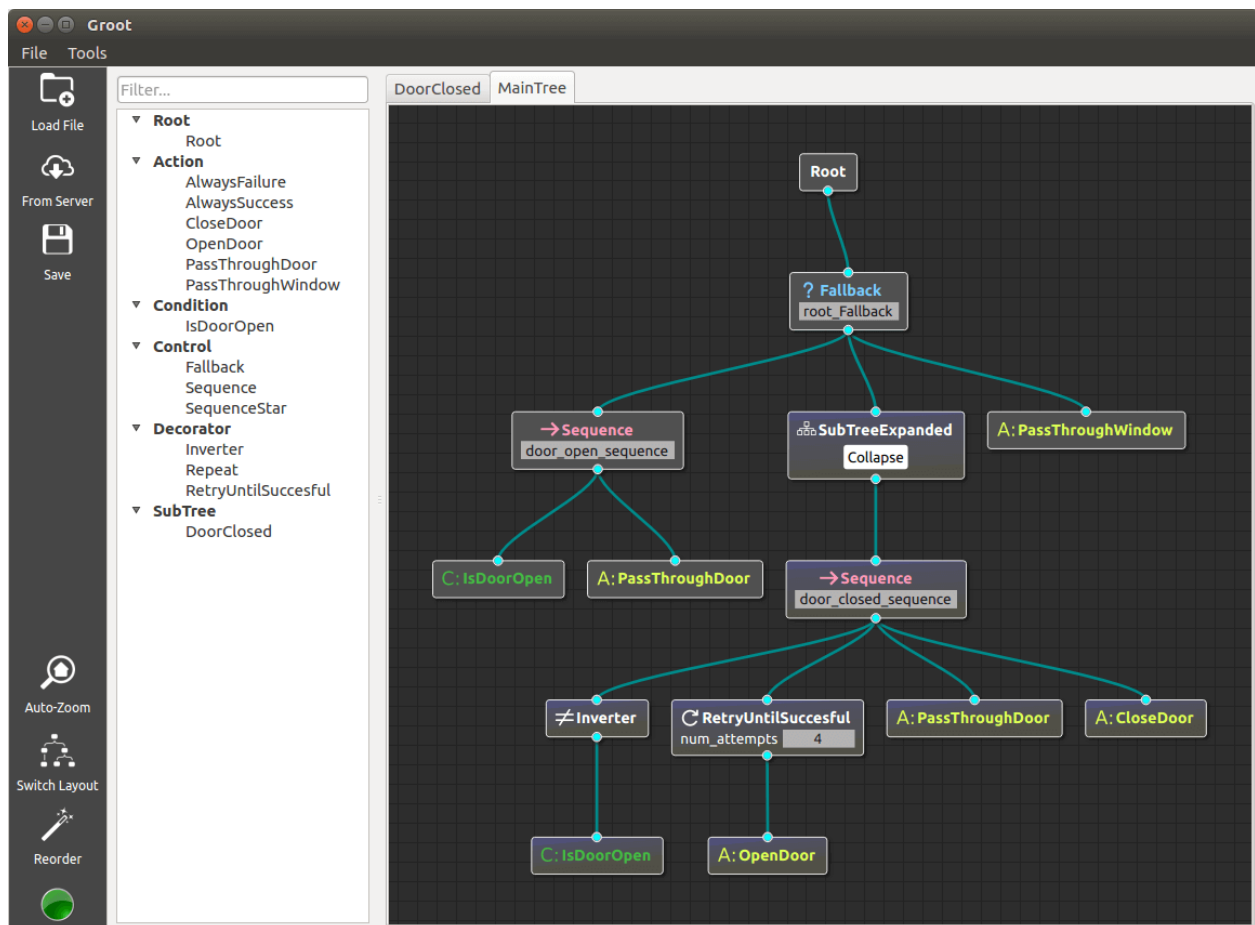 Groot
File Tools
Load File
From Server
Save
Auto-Zoom
Switch Layout
Reorder
Filter...
Root
Root
Action
AlwaysFailure
AlwaysSuccess
CloseDoor
OpenDoor
PassThroughDoor
PassThroughWindow
Condition
IsDoorOpen
Control
Fallback
Sequence
SequenceStar
Decorator
Inverter
Repeat
RetryUntilSuccesful
SubTree
DoorClosed
DoorClosed MainTree
Root
? Fallback
root_Fallback
→Sequence
door_open_sequence
SubTreeExpanded
Collapse
A:PassThroughWindow
C:IsDoorOpen
A:PassThroughDoor
→Sequence
door_closed_sequence
≠Inverter
RetryUntilSuccesful
num_attempts 4
A:PassThroughDoor
A:CloseDoor
C:IsDoorOpen
A:OpenDoor